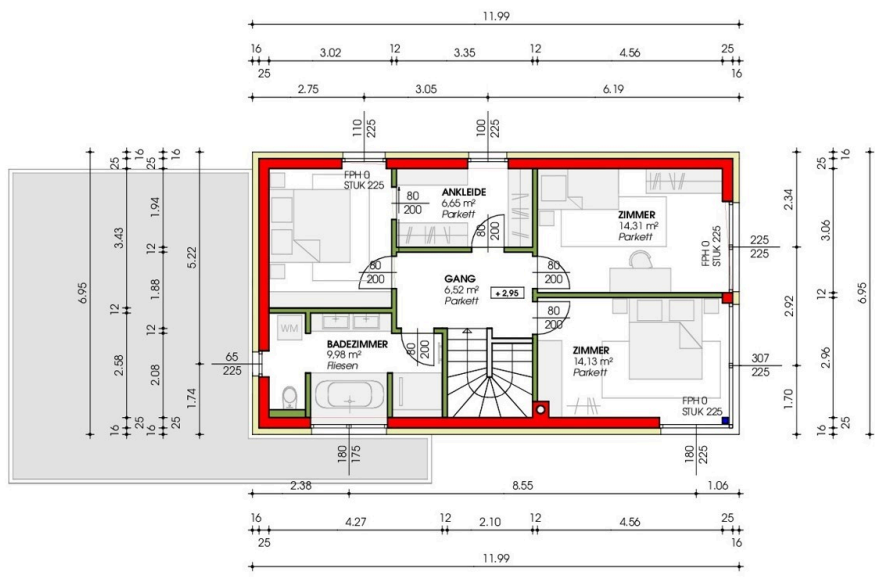 11.99
16 3.02 12 3.35 12 4.56 25
25 16
2.75 3.05 6.19
110
225
100
225
6.95
25 16
3.43
12
2.88
16 25
25 16
1.94
12
1.88
12
2.08
16 25
5.22
1.74
65
225
FPH 0
STUK 225
80
200
ANKLEIDE
6,65 m²
Parkett
80
200
ZIMMER
14,31 m²
Parkett
FPH 0
STUK 225
80
200
GANG
6,52 m²
Parkett
+ 2,95
80
200
80
200
WM
BADEZIMMER
9,98 m²
Fliesen
80
200
ZIMMER
14,13 m²
Parkett
FPH 0
STUK 225
225
225
307
225
2.34
2.92
1.70
25 16
3.06
12
2.96
16 25
6.95
180
175
180
225
2.38 8.55 1.06
16 4.27 12 2.10 12 4.56 25
25 16
11.99